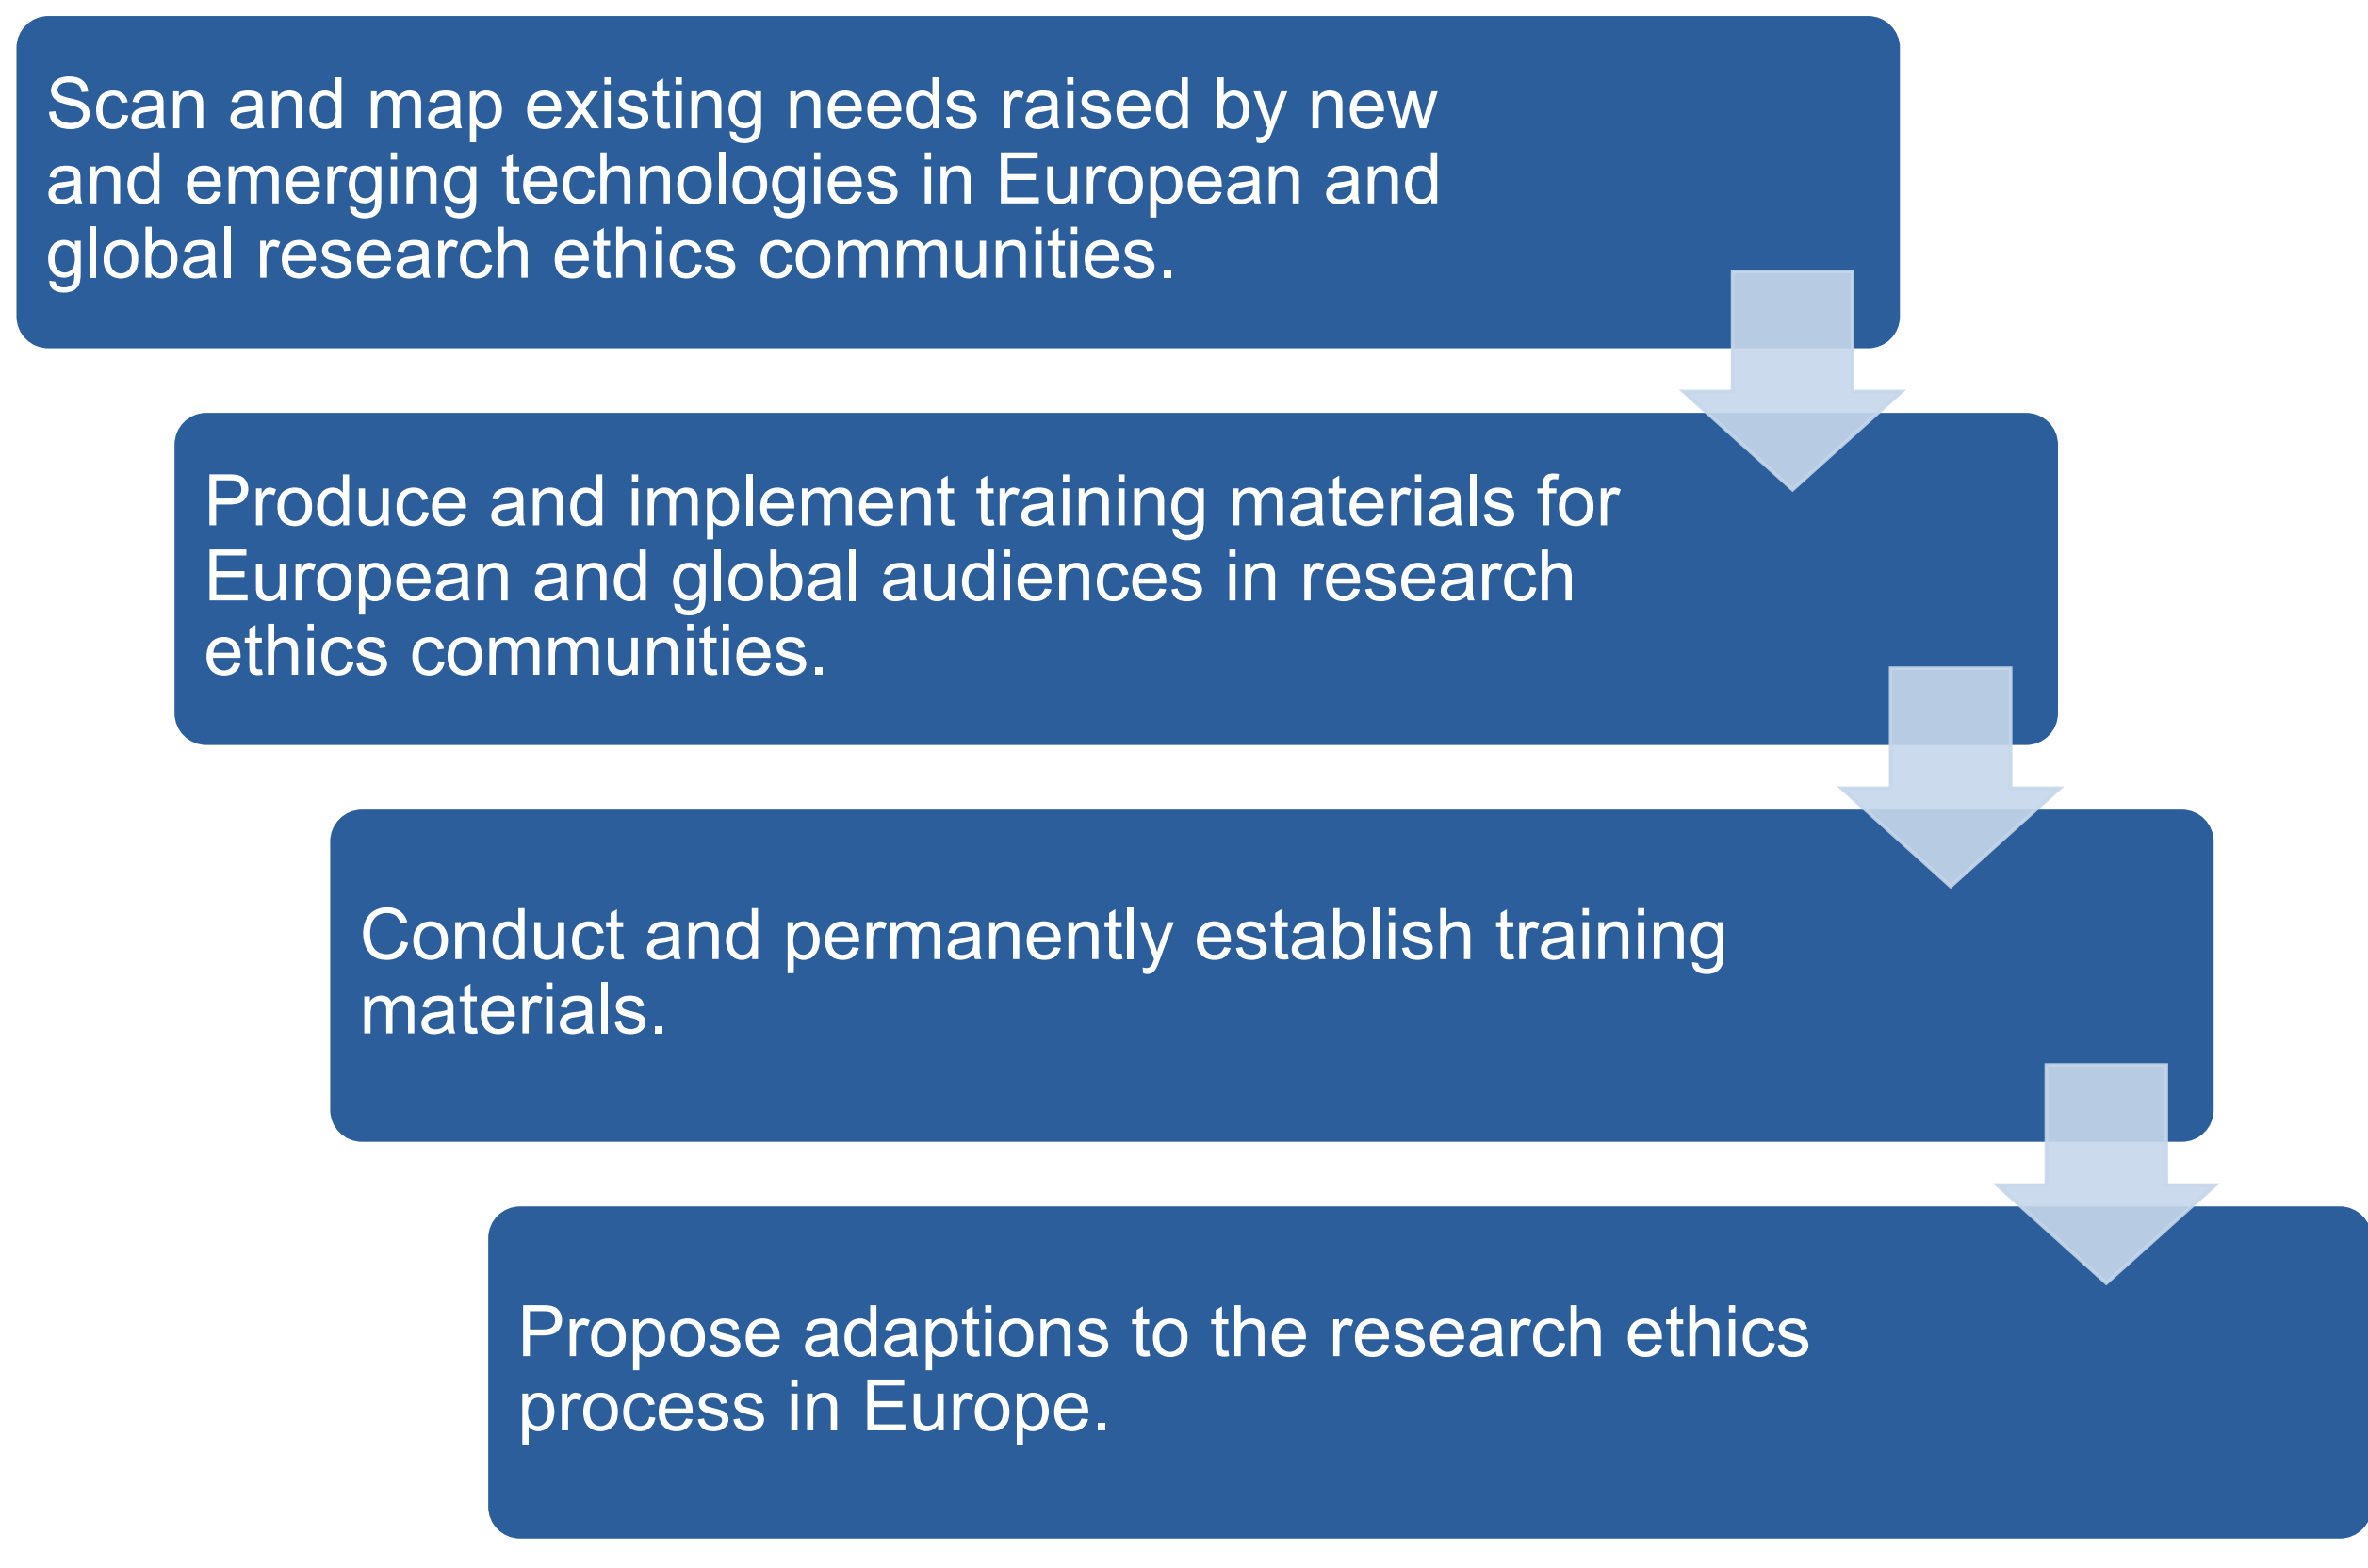 Scan and map existing needs raised by new
and emerging technologies in European and
global research ethics communities.
Produce and implement training materials for
European and global audiences in research
ethics communities.
Conduct and permanently establish training
materials.
Propose adaptions to the research ethics
process in Europe.